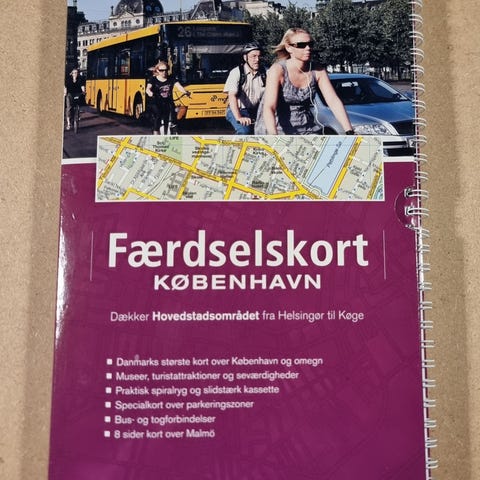 26
Færdselskort
KØBENHAVN
Dækker Hovedstadsområdet fra Helsingør til Køge
Danmarks største kort over København og omegn
Museer, turistattraktioner og seværdigheder
Praktisk spiralryg og slidstærk kassette
Specialkort over parkeringszoner
Bus- og togforbindelser
8 sider kort over Malmö